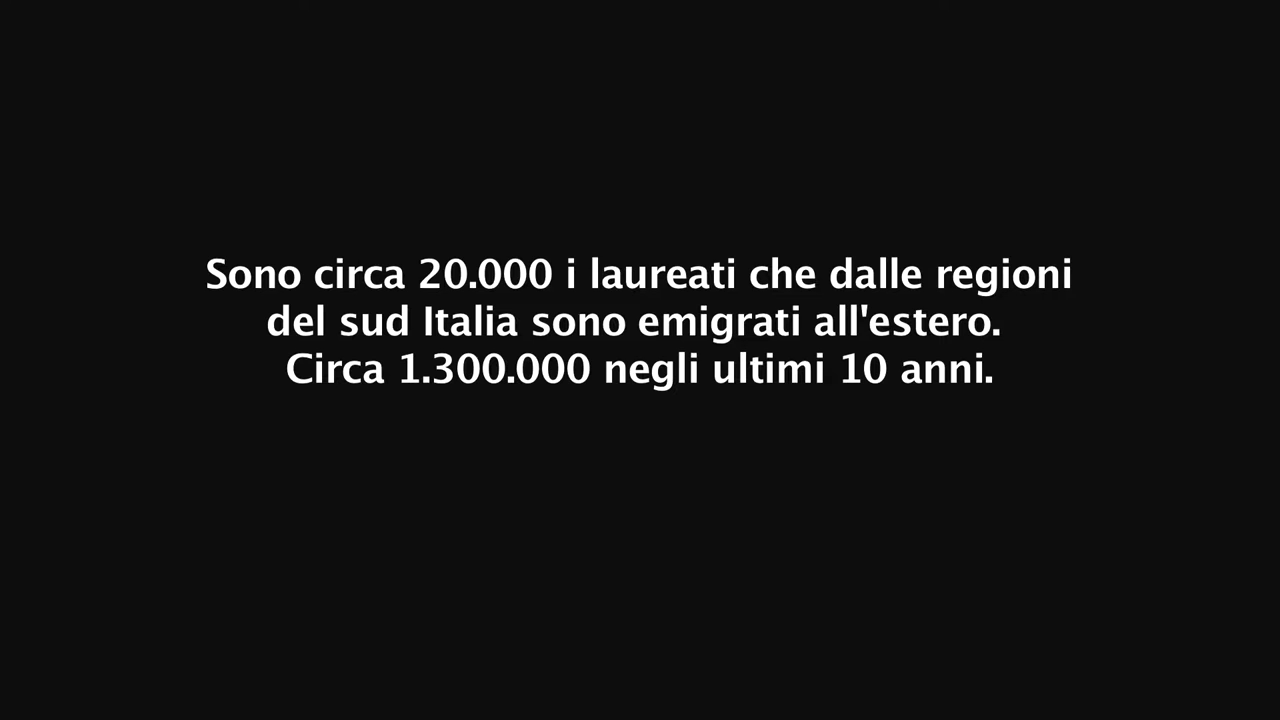 Sono circa 20.000 i laureati che dalle regioni
del sud Italia sono emigrati all'estero.
Circa 1.300.000 negli ultimi 10 anni.